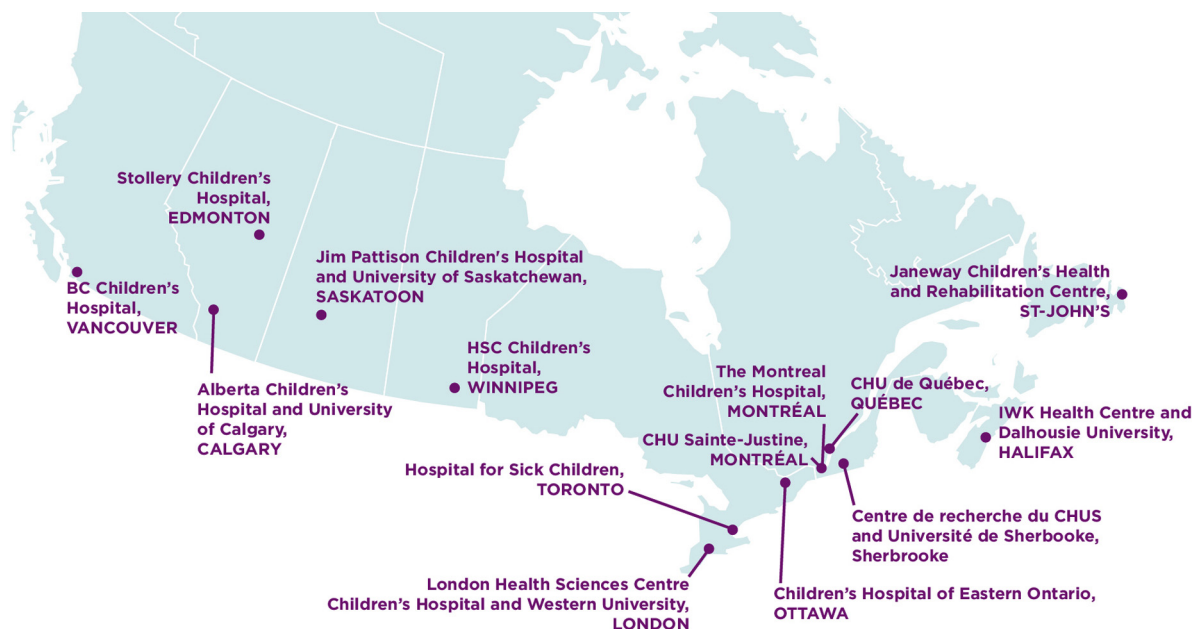 Stollery Children's
Hospital,
EDMONTON
BC Children's
Hospital,
VANCOUVER
Jim Pattison Children's Hospital
and University of Saskatchewan,
SASKATOON
Alberta Children's
Hospital and University
of Calgary,
CALGARY
HSC Children's
Hospital,
WINNIPEG
Janeway Children's Health
and Rehabilitation Centre,
ST-JOHN'S
The Montreal
Children's Hospital,
MONTRÉAL
CHU de Québec,
QUÉBEC
IWK Health Centre and
Dalhousie University,
HALIFAX
CHU Sainte-Justine,
MONTRÉAL
Hospital for Sick Children,
TORONTO
Centre de recherche du CHUS
and Université de Sherbooke,
Sherbrooke
London Health Sciences Centre
Children's Hospital and Western University,
LONDON
Children's Hospital of Eastern Ontario,
OTTAWA